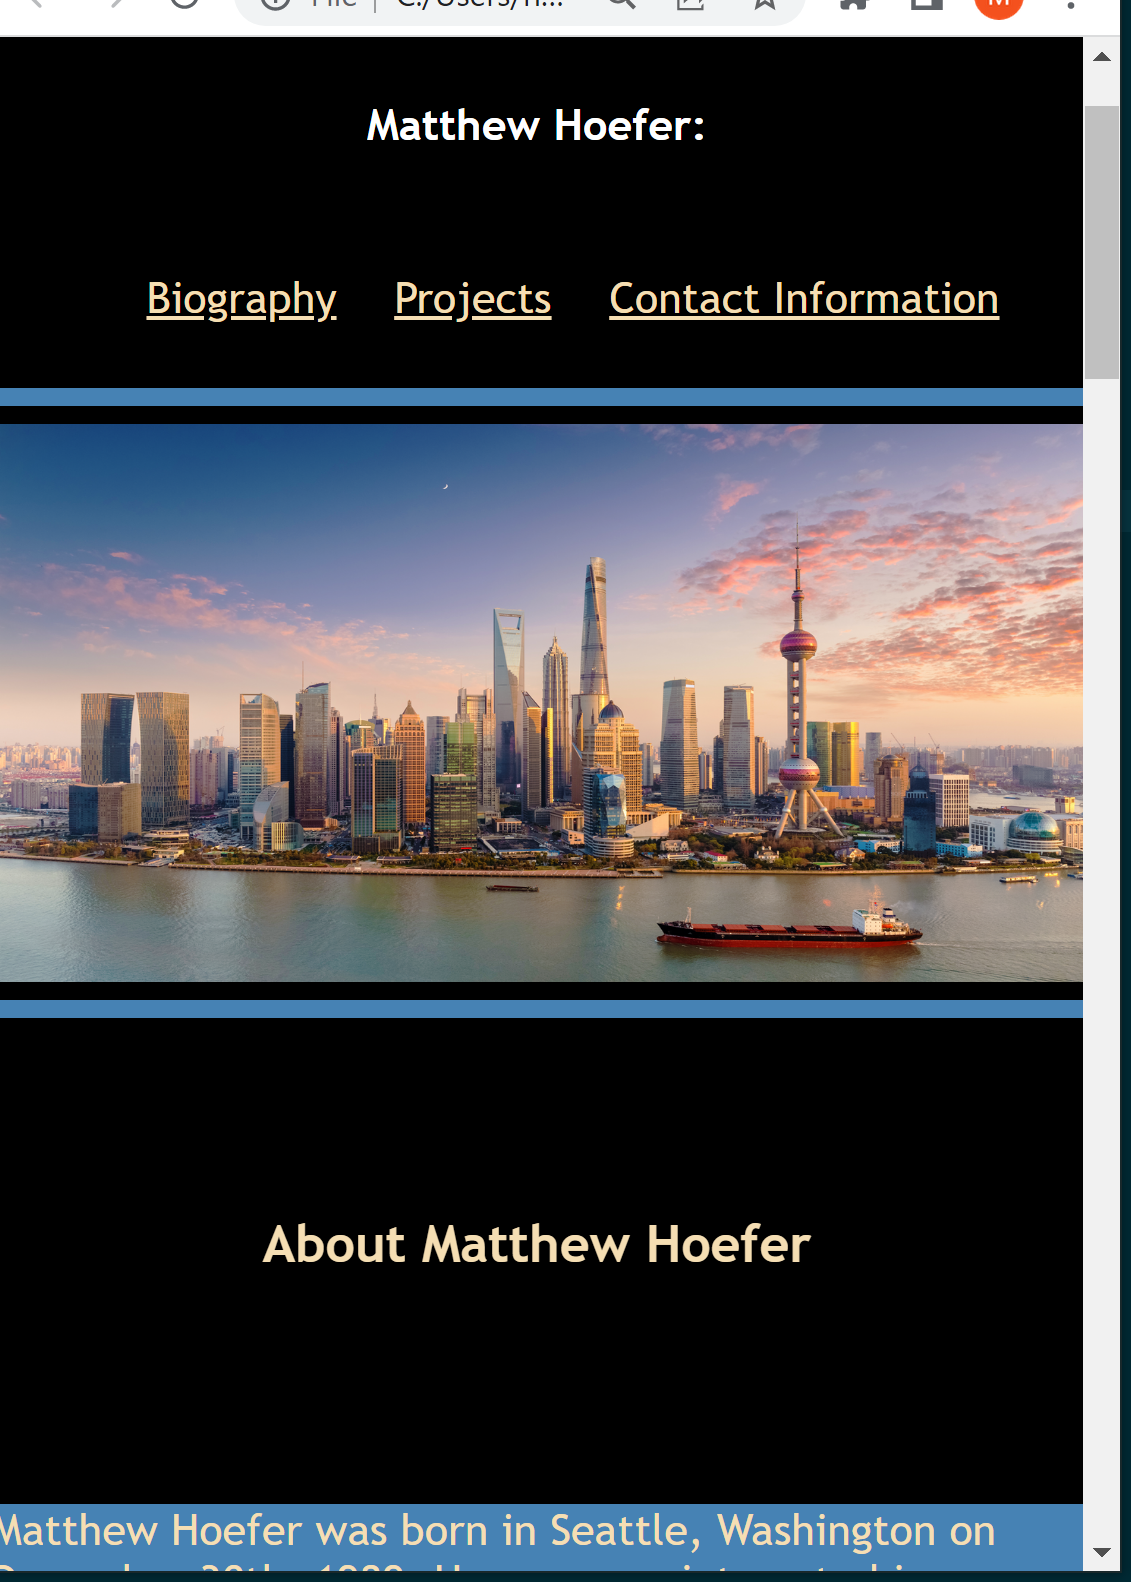 File | C:/Users/h...
M
Matthew Hoefer:
Biography Projects Contact Information
About Matthew Hoefer
Matthew Hoefer was born in Seattle, Washington on